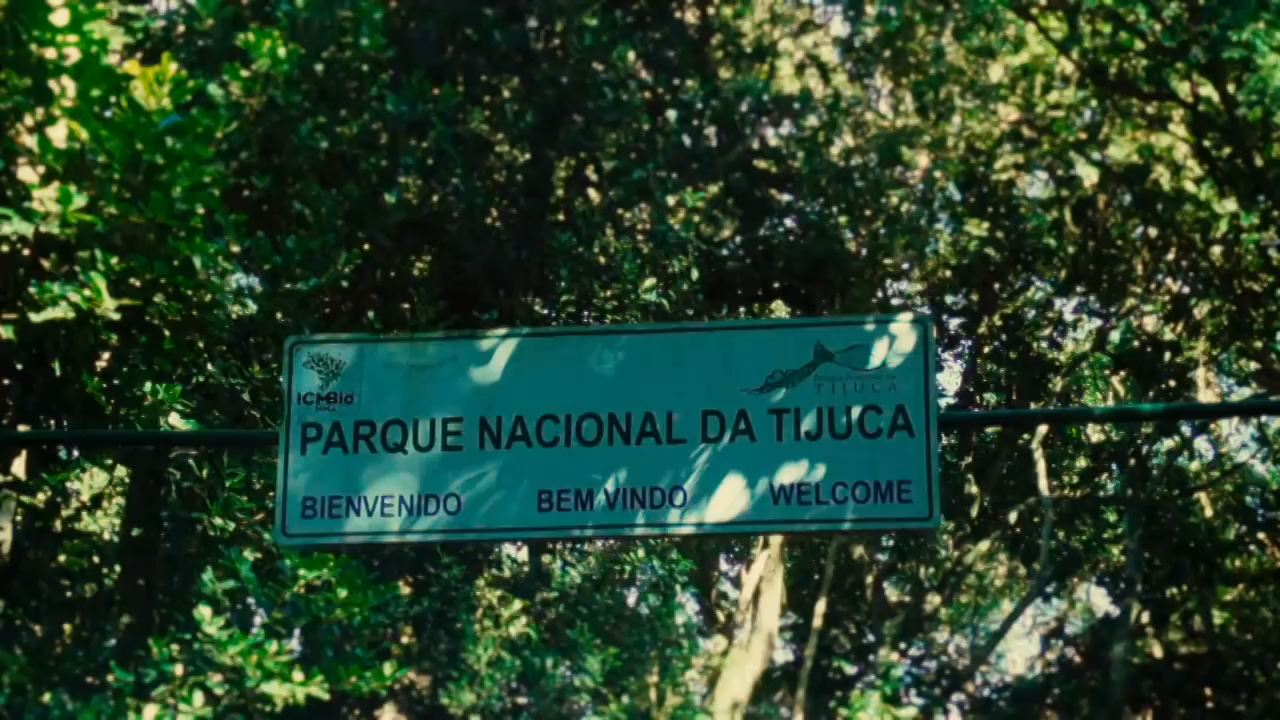 ICMBio
TIJUCA
PARQUE NACIONAL DA TIJUCA
BIENVENIDO BEM VINDO WELCOME